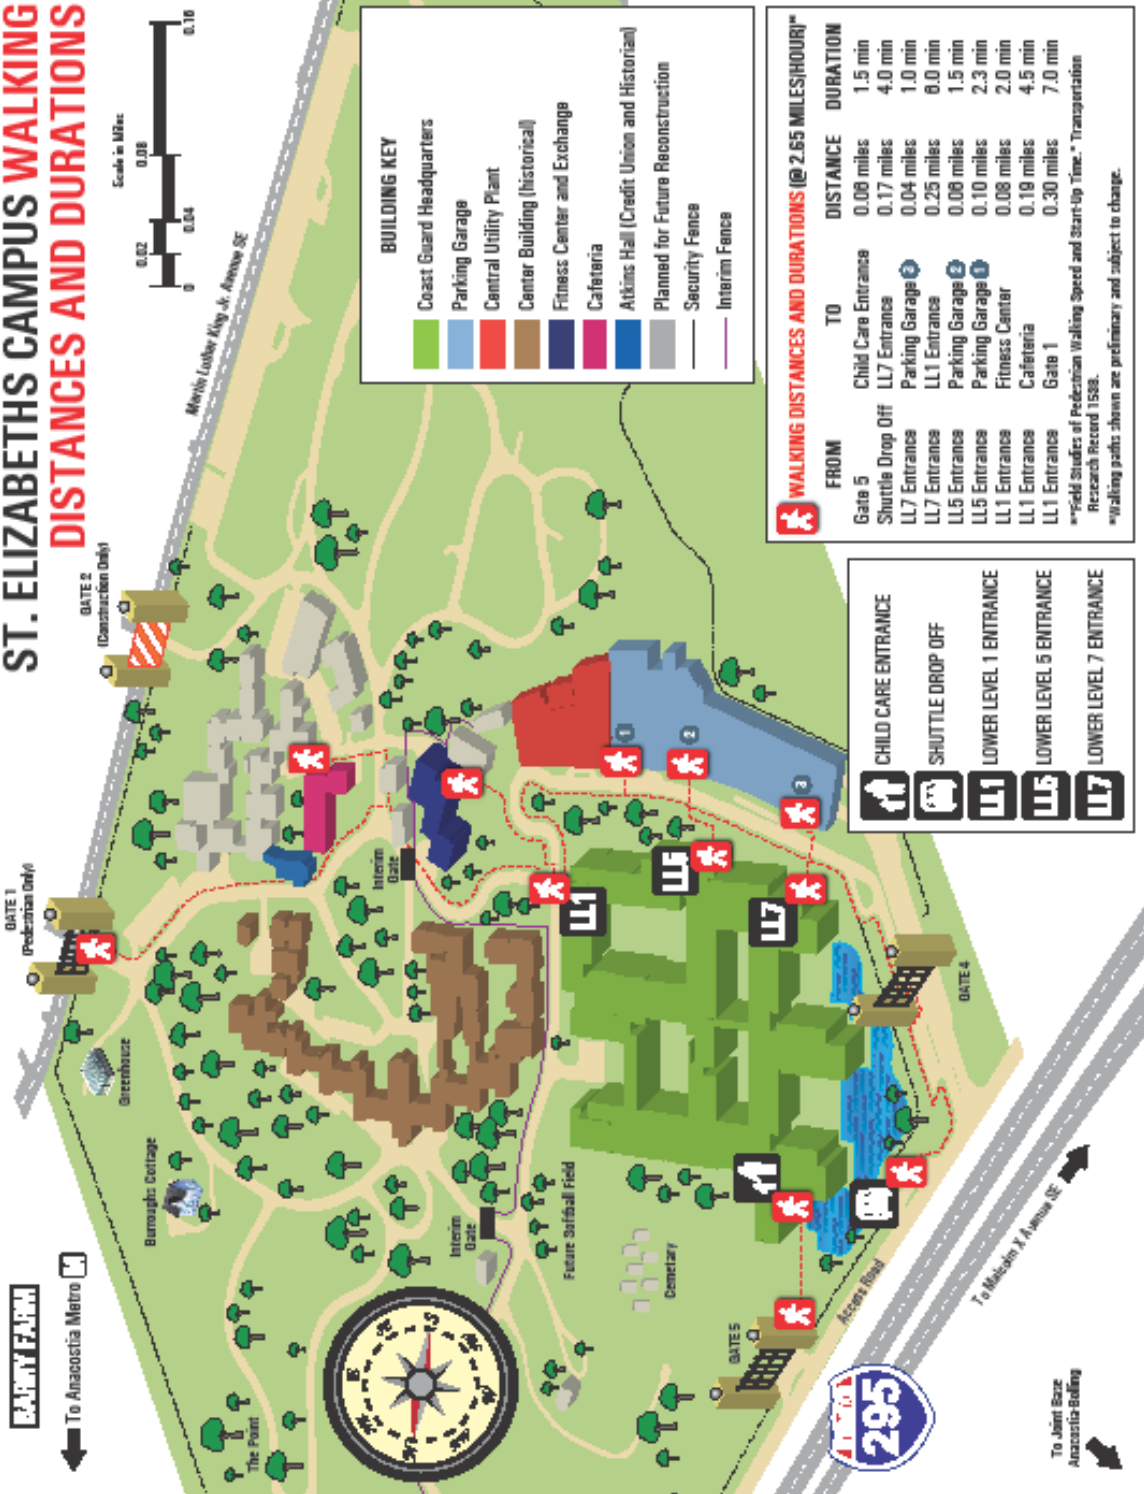 ST. ELIZABETHS CAMPUS WALKING
DISTANCES AND DURATIONS
Scale in Miles
0 0.02 0.04 0.08 0.16
BARRY FARM
To Anacostia Metro M
GATE 1
(Pedestrian Only)
GATE 2
(Construction Only)
Martin Luther King Jr. Avenue SE
Greenhouse
Burroughs Cottage
The Point
Interim
Gate
Interim
Gate
Future Softball Field
Cemetary
LL1
LL5
LL7
1
2
3
GATE 4
GATE 5
Access Road
To Malcolm X Avenue SE
295
To Joint Base
Anacostia-Bolling
N
E
S
W
BUILDING KEY
Coast Guard Headquarters
Parking Garage
Central Utility Plant
Center Building (historical)
Fitness Center and Exchange
Cafeteria
Atkins Hall (Credit Union and Historian)
Planned for Future Reconstruction
Security Fence
Interim Fence
WALKING DISTANCES AND DURATIONS (@ 2.65 MILES/HOUR)**
FROM TO DISTANCE DURATION
Gate 5 Child Care Entrance 0.06 miles 1.5 min
Shuttle Drop Off LL7 Entrance 0.17 miles 4.0 min
LL7 Entrance Parking Garage 3 0.04 miles 1.0 min
LL7 Entrance LL1 Entrance 0.25 miles 6.0 min
LL5 Entrance Parking Garage 2 0.06 miles 1.5 min
LL5 Entrance Parking Garage 1 0.10 miles 2.3 min
LL1 Entrance Fitness Center 0.08 miles 2.0 min
LL1 Entrance Cafeteria 0.19 miles 4.5 min
LL1 Entrance Gate 1 0.30 miles 7.0 min
**"Field Studies of Pedestrian Walking Speed and Start-Up Time." Transportation
Research Record 1538.
*Walking paths shown are preliminary and subject to change.
CHILD CARE ENTRANCE
SHUTTLE DROP OFF
LL1 LOWER LEVEL 1 ENTRANCE
LL5 LOWER LEVEL 5 ENTRANCE
LL7 LOWER LEVEL 7 ENTRANCE